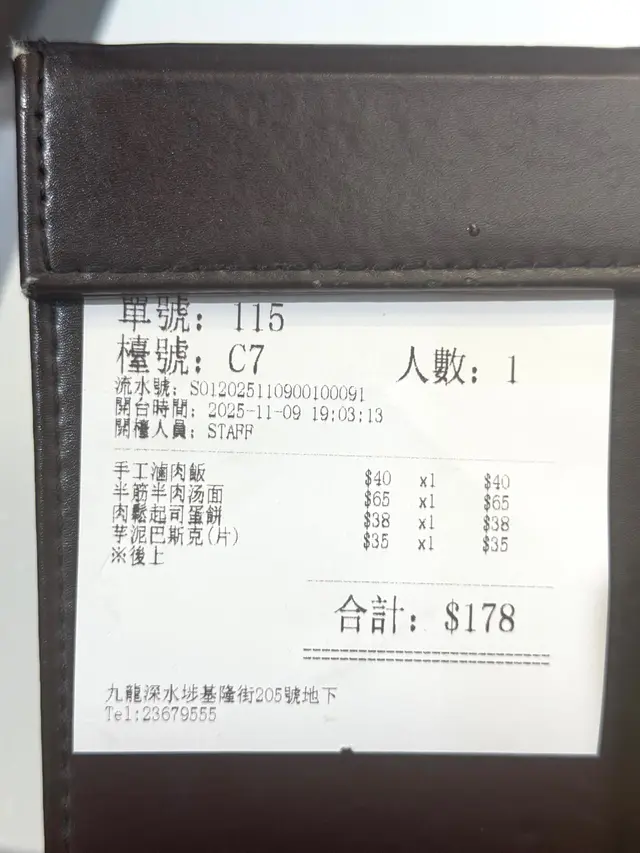 單號: 115
檯號: C7 人數: 1
流水號: S012025110900100091
開台時間: 2025-11-09 19:03:13
開檯人員: STAFF
手工滷肉飯 $40 x1 $40
半筋半肉汤面 $65 x1 $65
肉鬆起司蛋餅 $38 x1 $38
芋泥巴斯克(片) $35 x1 $35
※後上
合計: $178
九龍深水埗基隆街205號地下
Tel:23679555